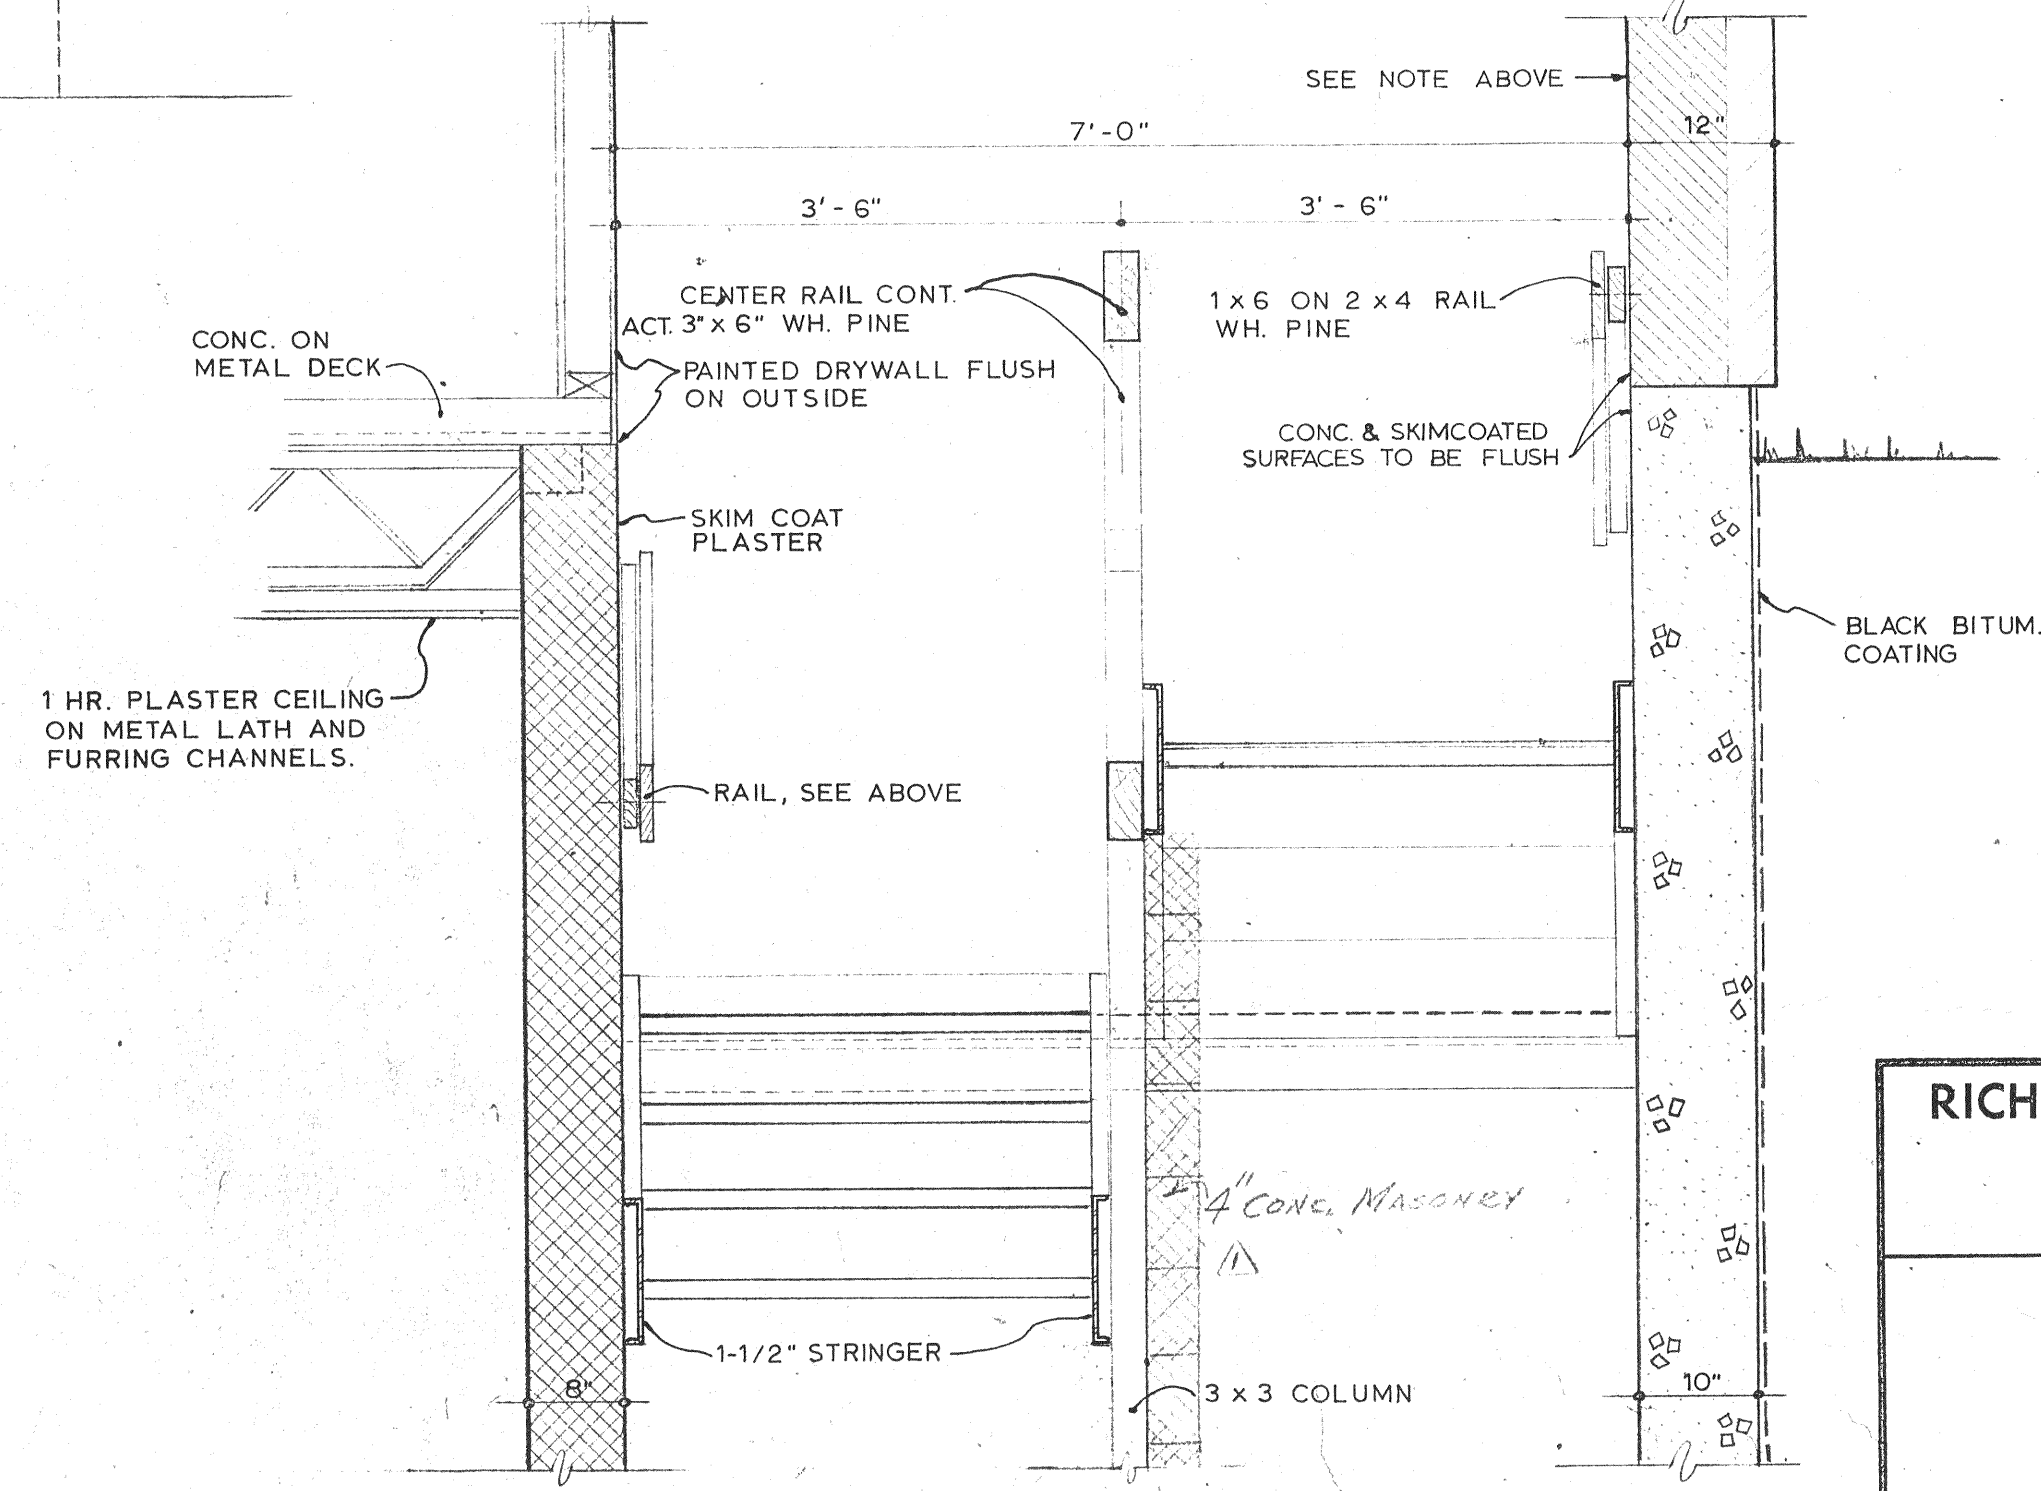 SEE NOTE ABOVE
7'-0"
12"
3'-6"
3'-6"
CENTER RAIL CONT.
ACT. 3" x 6" WH. PINE
1 x 6 ON 2 x 4 RAIL
WH. PINE
CONC. ON
METAL DECK
PAINTED DRYWALL FLUSH
ON OUTSIDE
CONC. & SKIMCOATED
SURFACES TO BE FLUSH
SKIM COAT
PLASTER
BLACK BITUM.
COATING
1 HR. PLASTER CEILING
ON METAL LATH AND
FURRING CHANNELS.
RAIL, SEE ABOVE
RICH
4" CONC. MASONRY
1
1-1/2" STRINGER
8"
3 x 3 COLUMN
10"